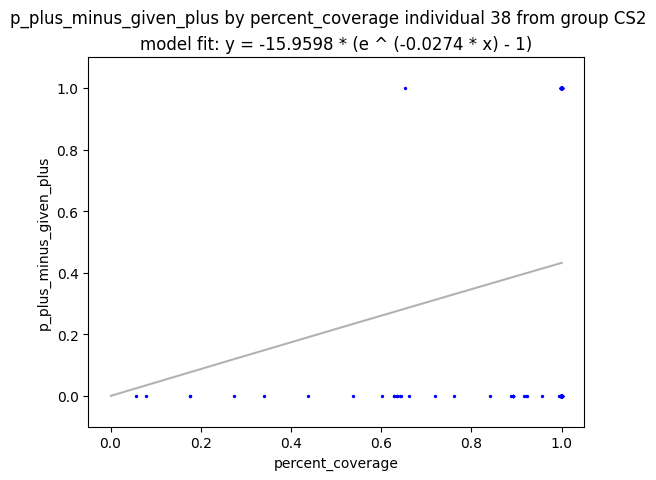 p_plus_minus_given_plus by percent_coverage individual 38 from group CS2
model fit: y = -15.9598 * (e ^ (-0.0274 * x) - 1)
1.0
0.8
0.6
0.4
0.2
0.0
p_plus_minus_given_plus
0.0 0.2 0.4 0.6 0.8 1.0
percent_coverage